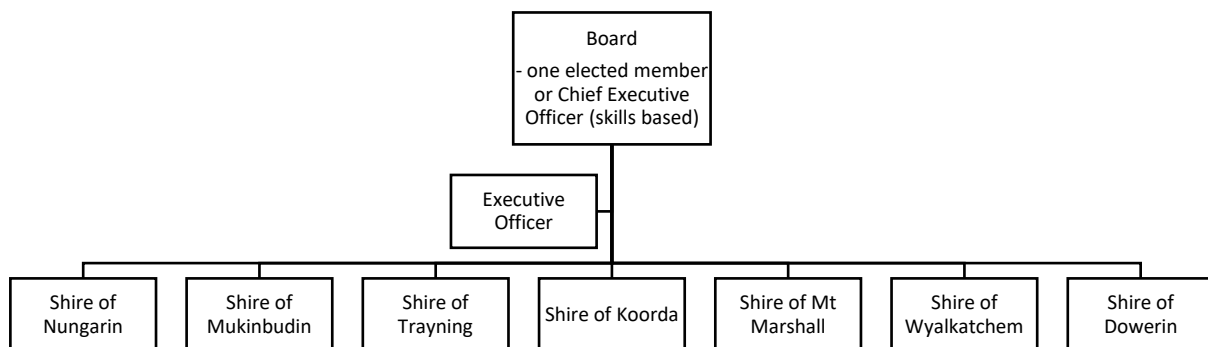 Board
- one elected member
or Chief Executive
Officer (skills based)
Executive
Officer
Shire of
Nungarin
Shire of
Mukinbudin
Shire of
Trayning
Shire of Koorda
Shire of Mt
Marshall
Shire of
Wyalkatchem
Shire of
Dowerin